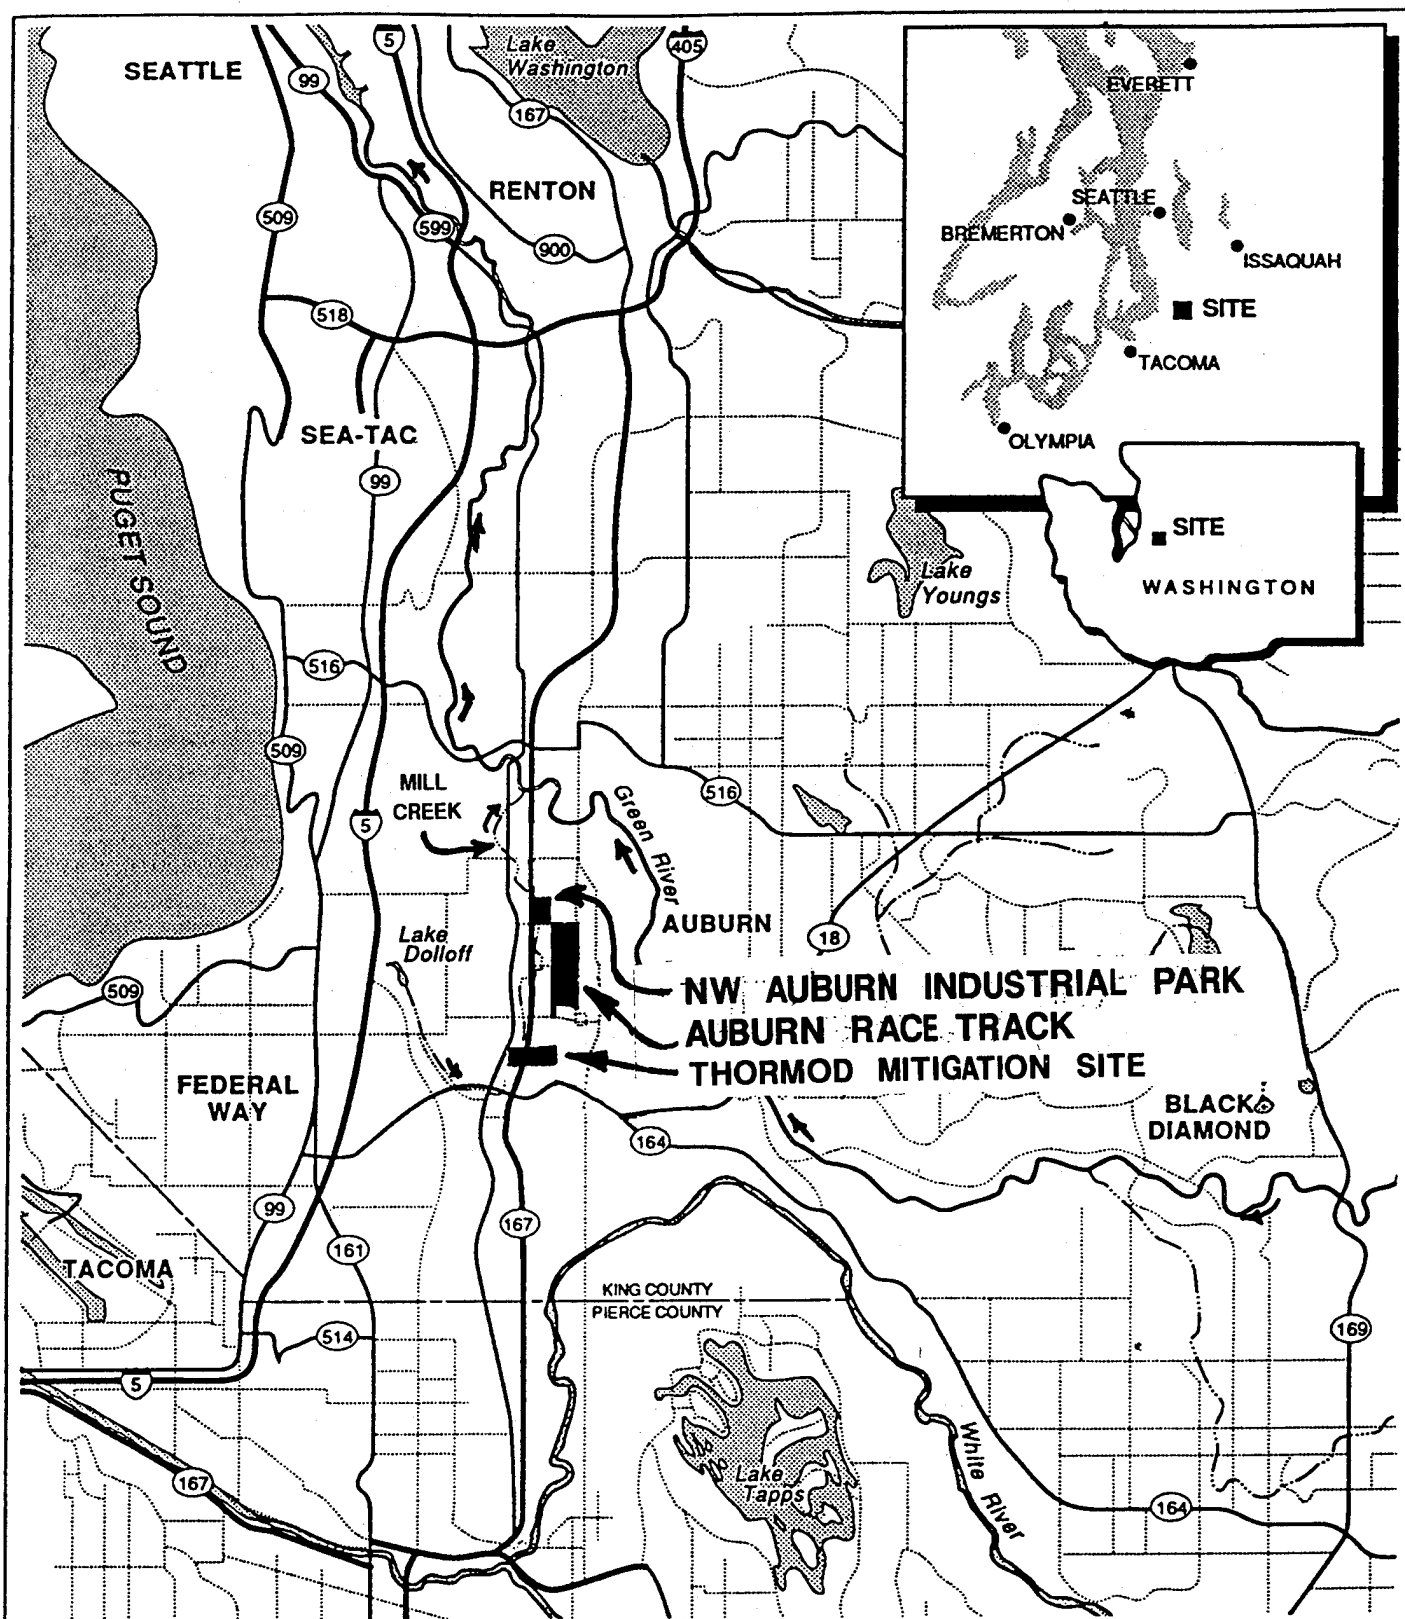 SEATTLE
99
5
Lake
Washington
405
167
RENTON
509
599
900
518
SEA-TAC
99
PUGET SOUND
EVERETT
SEATTLE
BREMERTON
ISSAQUAH
SITE
TACOMA
OLYMPIA
SITE
WASHINGTON
Lake
Youngs
516
509
MILL
CREEK
5
516
Green River
AUBURN
18
Lake
Dolloff
509
NW AUBURN INDUSTRIAL PARK
AUBURN RACE TRACK
THORMOD MITIGATION SITE
FEDERAL
WAY
BLACK
DIAMOND
164
99
167
161
TACOMA
KING COUNTY
PIERCE COUNTY
514
169
5
167
Lake
Tapps
White River
164